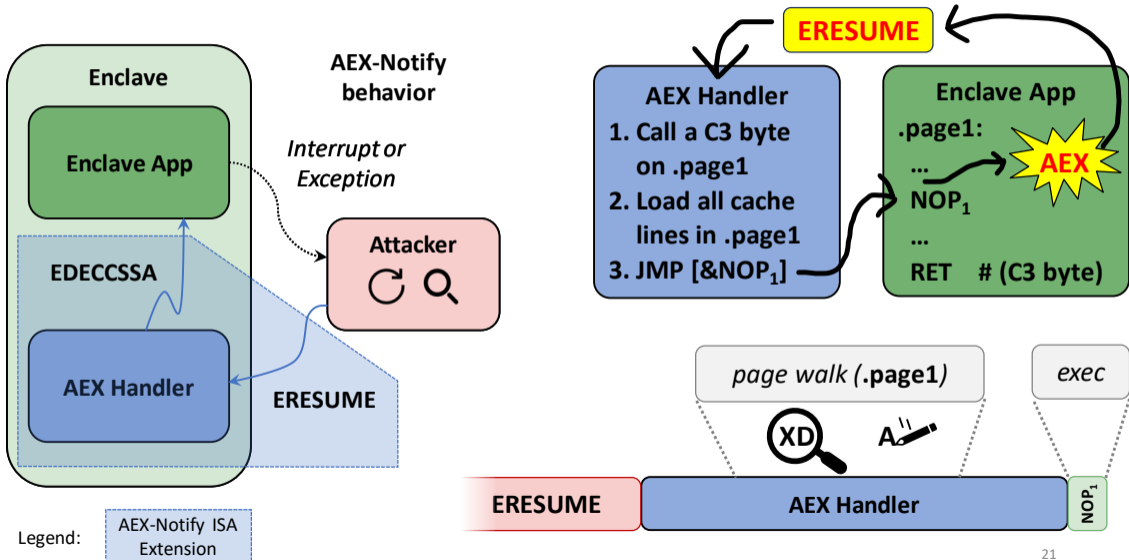 Enclave
Enclave App
EDECCSSA
AEX Handler
AEX-Notify
behavior
Interrupt or
Exception
Attacker
ERESUME
Legend:
AEX-Notify ISA
Extension
ERESUME
AEX Handler
1. Call a C3 byte
on .page1
2. Load all cache
lines in .page1
3. JMP [&NOP₁]
Enclave App
.page1:
...
NOP₁
...
RET # (C3 byte)
AEX
page walk (.page1)
exec
XD
A
ERESUME
AEX Handler
NOP₁
21